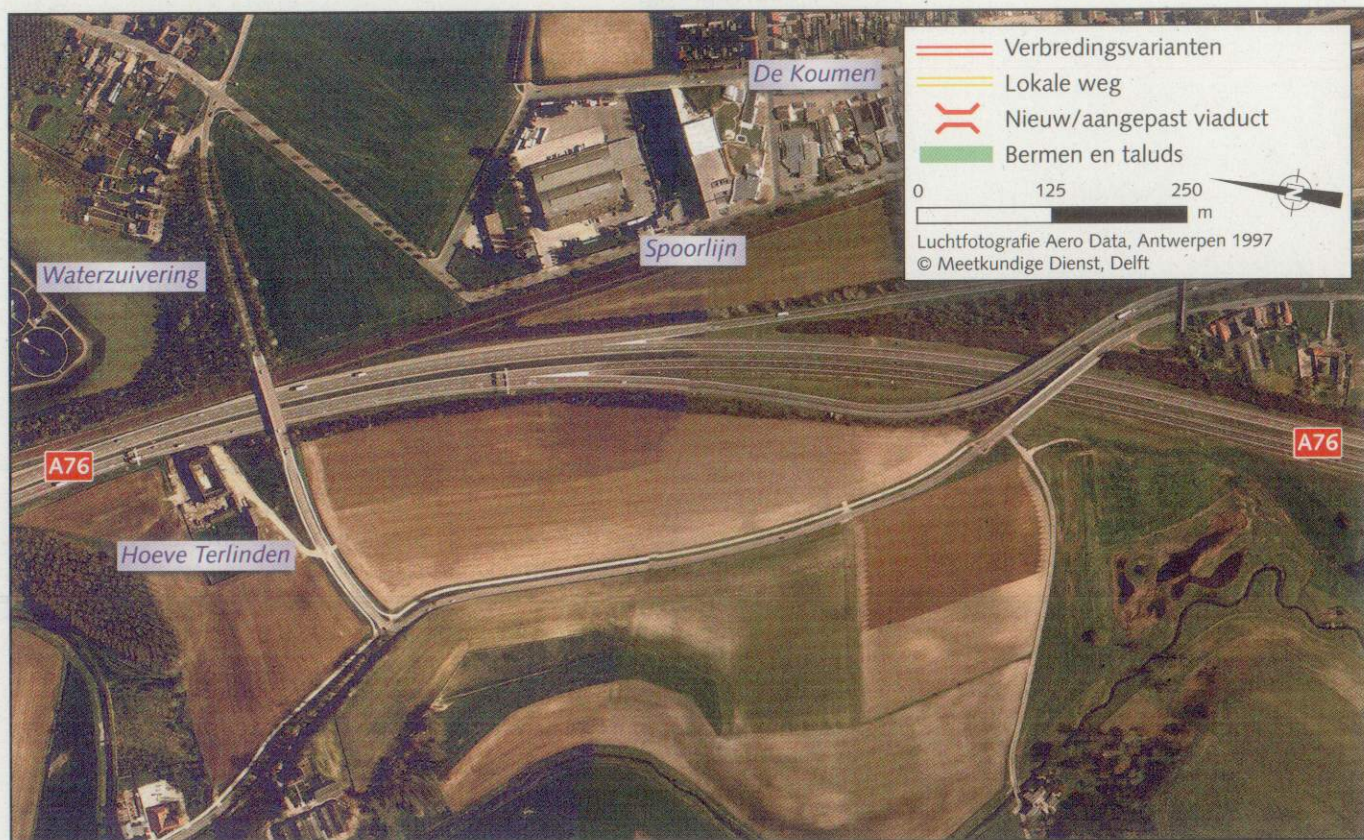 De Koumen
Verbredingsvarianten
Lokale weg
Nieuw/aangepast viaduct
Bermen en taluds
0 125 250
m
N
Luchtfotografie Aero Data, Antwerpen 1997
© Meetkundige Dienst, Delft
Spoorlijn
Waterzuivering
A76
A76
Hoeve Terlinden